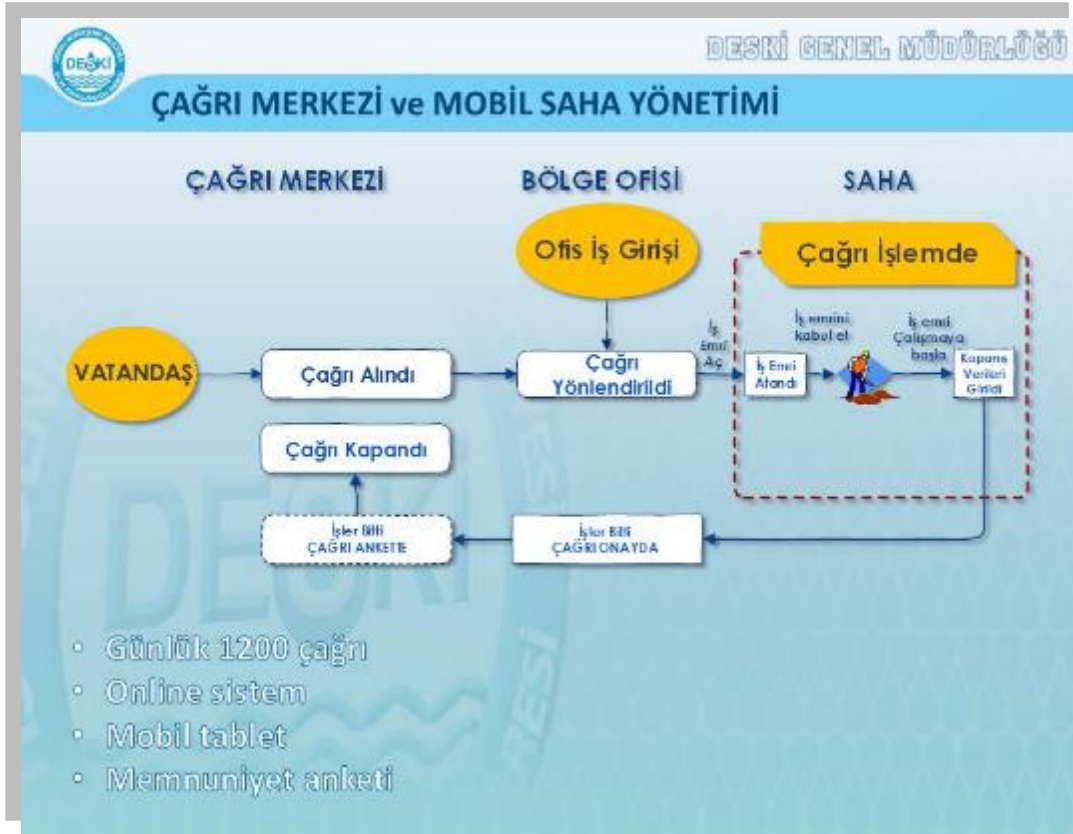 DESKİ
DESKİ GENEL MÜDÜRLÜĞÜ
ÇAĞRI MERKEZİ ve MOBİL SAHA YÖNETİMİ
ÇAĞRI MERKEZİ
BÖLGE OFİSİ
SAHA
Ofis İş Girişi
Çağrı İşlemde
VATANDAŞ
Çağrı Alındı
Çağrı
Yönlendirildi
İş
Emri
Aç
İş Emri
Atandı
İş emrini
kabul et
İş emri
Çalışmaya
başla
Kapama
Verileri
Girildi
Çağrı Kapandı
İşler Bitti
ÇAĞRI ANKETTE
İşler Bitti
ÇAĞRI ONAYDA
• Günlük 1200 çağrı
• Online sistem
• Mobil tablet
• Memnuniyet anketi